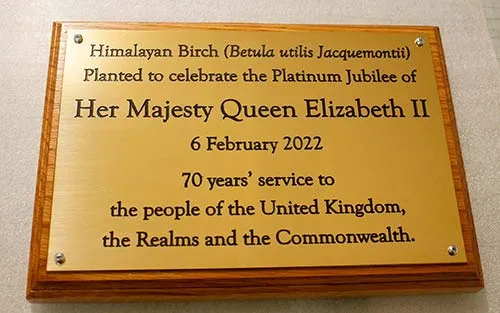 Himalayan Birch (Betula utilis Jacquemontii)
Planted to celebrate the Platinum Jubilee of
Her Majesty Queen Elizabeth II
6 February 2022
70 years’ service to
the people of the United Kingdom,
the Realms and the Commonwealth.